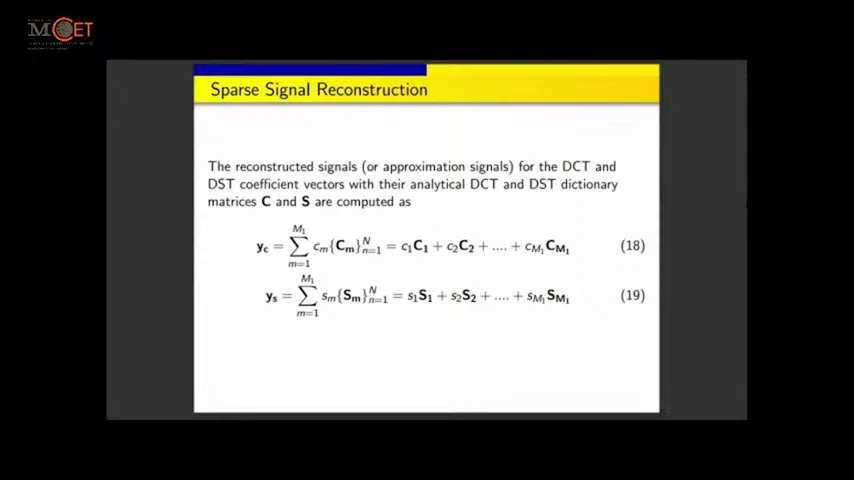 MCET
Sparse Signal Reconstruction
The reconstructed signals (or approximation signals) for the DCT and
DST coefficient vectors with their analytical DCT and DST dictionary
matrices C and S are computed as
y_c = \sum_{m=1}^{M_1} c_m{C_m}_{n=1}^{N} = c_1C_1 + c_2C_2 + .... + c_{M_1}C_{M_1} (18)
y_s = \sum_{m=1}^{M_1} s_m{S_m}_{n=1}^{N} = s_1S_1 + s_2S_2 + .... + s_{M_1}S_{M_1} (19)